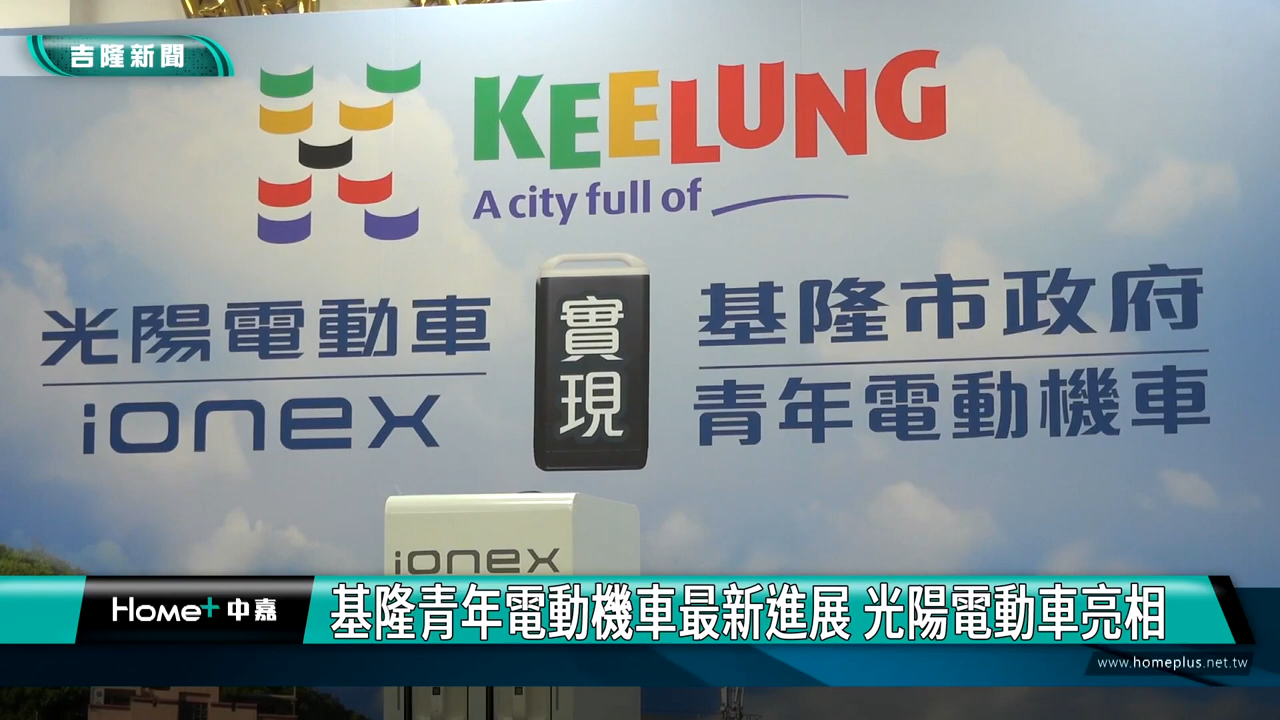 吉隆新聞
KEELUNG
A city full of
光陽電動車
ionex
實現
基隆市政府
青年電動機車
ionex
Home+ 中嘉
基隆青年電動機車最新進展 光陽電動車亮相
www.homeplus.net.tw